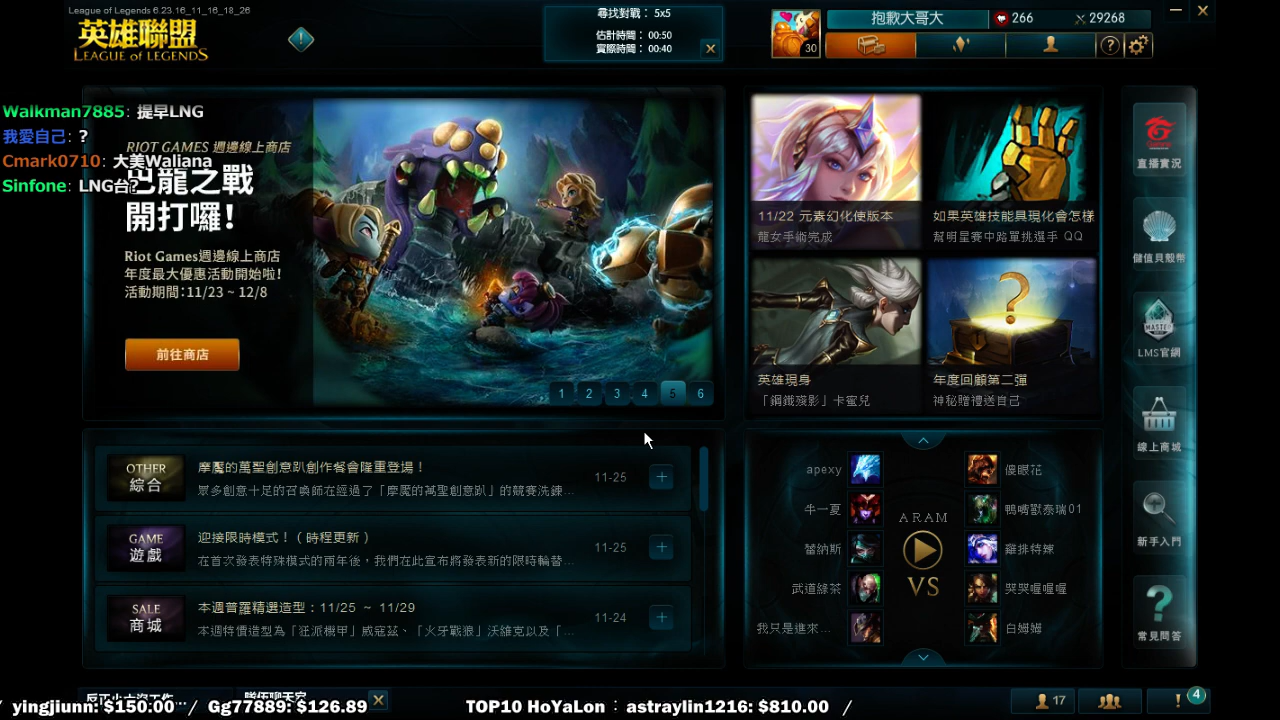 League of Legends 6.23.16_11_16_18_26
英雄聯盟
LEAGUE OF LEGENDS
尋找對戰： 5x5
估計時間： 00:50
實際時間： 00:40
30
抱歉大哥大
266
29268
Walkman7885: 提早LNG
我愛自己: ?
Cmark0710: 大美Waliana
Sinfone: LNG台?
RIOT GAMES 週邊線上商店
巴龍之戰
開打囉！
Riot Games週邊線上商店
年度最大優惠活動開始啦！
活動期間：11/23 ~ 12/8
前往商店
1 2 3 4 5 6
11/22 元素幻化使版本
龍女手術完成
如果英雄技能具現化會怎樣
幫明星賽中路單挑選手 QQ
英雄現身
「鋼鐵殘影」卡蜜兒
年度回顧第二彈
神秘贈禮送自己
Garena
直播實況
儲值貝殼幣
MASTER
LMS官網
線上商城
新手入門
常見問答
OTHER
綜合
摩魘的萬聖創意趴創作餐會隆重登場！
眾多創意十足的召喚師在經過了「摩魘的萬聖創意趴」的競賽洗鍊...
11-25
GAME
遊戲
迎接限時模式！（時程更新）
在首次發表特殊模式的兩年後，我們在此宣布將發表新的限時輪替...
11-25
SALE
商城
本週普羅精選造型：11/25 ~ 11/29
本週特價造型為「狂派機甲」威寇茲、「火牙戰狼」沃維克以及「...
11-24
apexy
牛一夏
蕾納斯
武道綠茶
我只是進來...
ARAM
VS
傻眼花
鴨嘴獸泰瑞01
雞排特辣
哭哭喔喔喔
白姆姆
17
4
yingjiunn: $150.00 / Gg77889: $126.89
TOP10 HoYaLon : astraylin1216: $810.00 /